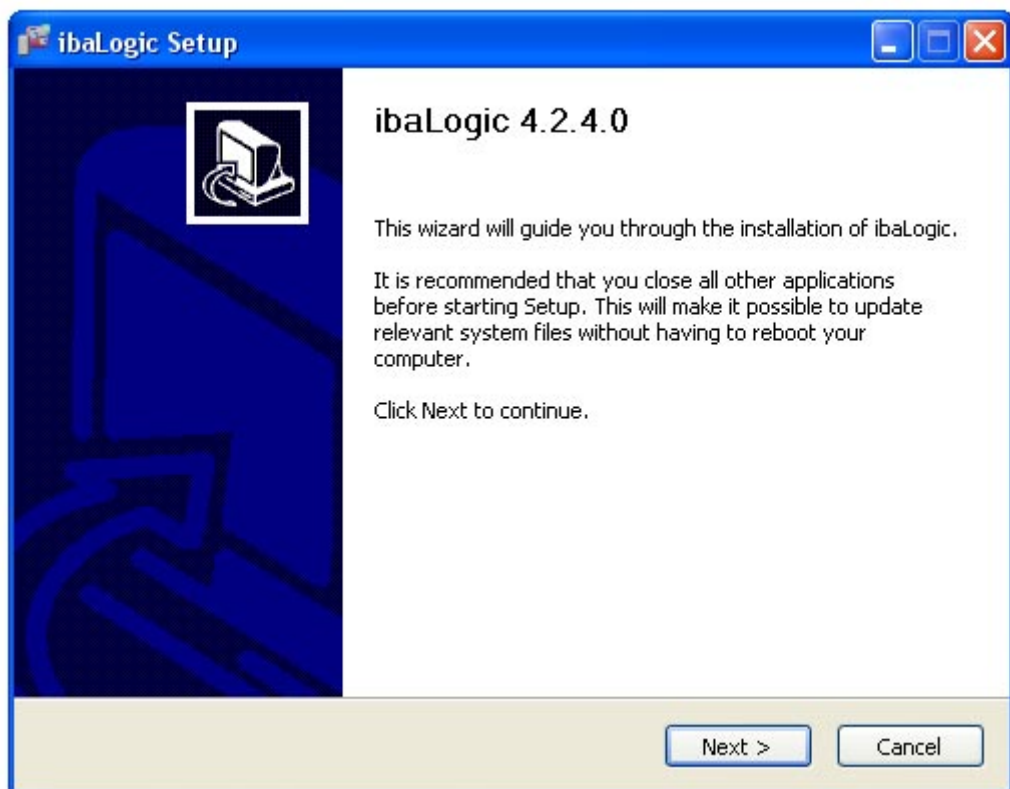 ibaLogic Setup
ibaLogic 4.2.4.0
This wizard will guide you through the installation of ibaLogic.
It is recommended that you close all other applications
before starting Setup. This will make it possible to update
relevant system files without having to reboot your
computer.
Click Next to continue.
Next >
Cancel